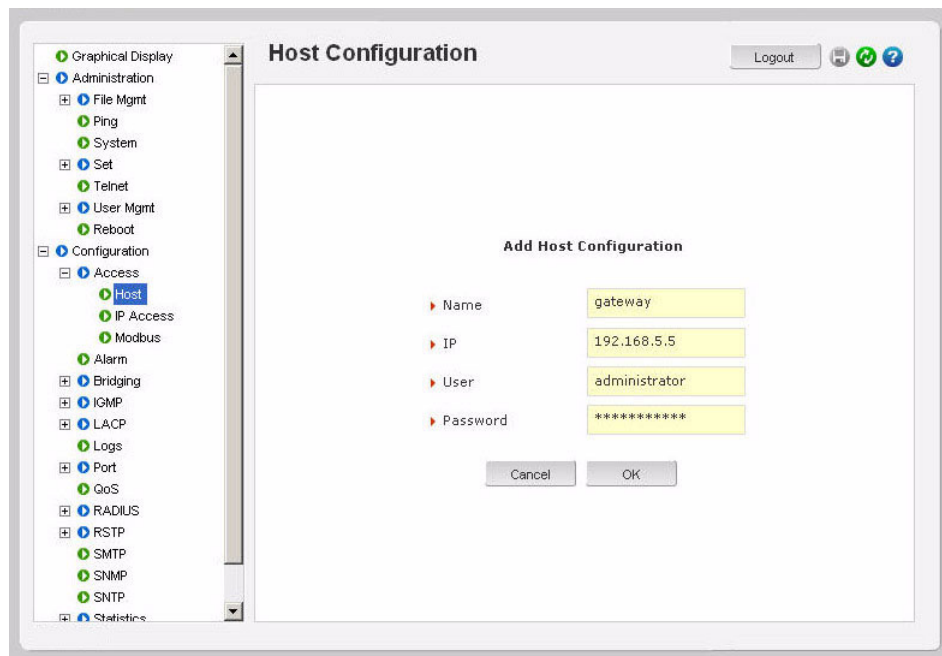 Host Configuration
Logout
Graphical Display
Administration
File Mgmt
Ping
System
Set
Telnet
User Mgmt
Reboot
Configuration
Access
Host
IP Access
Modbus
Alarm
Bridging
IGMP
LACP
Logs
Port
QoS
RADIUS
RSTP
SMTP
SNMP
SNTP
Statistics
Add Host Configuration
Name gateway
IP 192.168.5.5
User administrator
Password ***********
Cancel OK